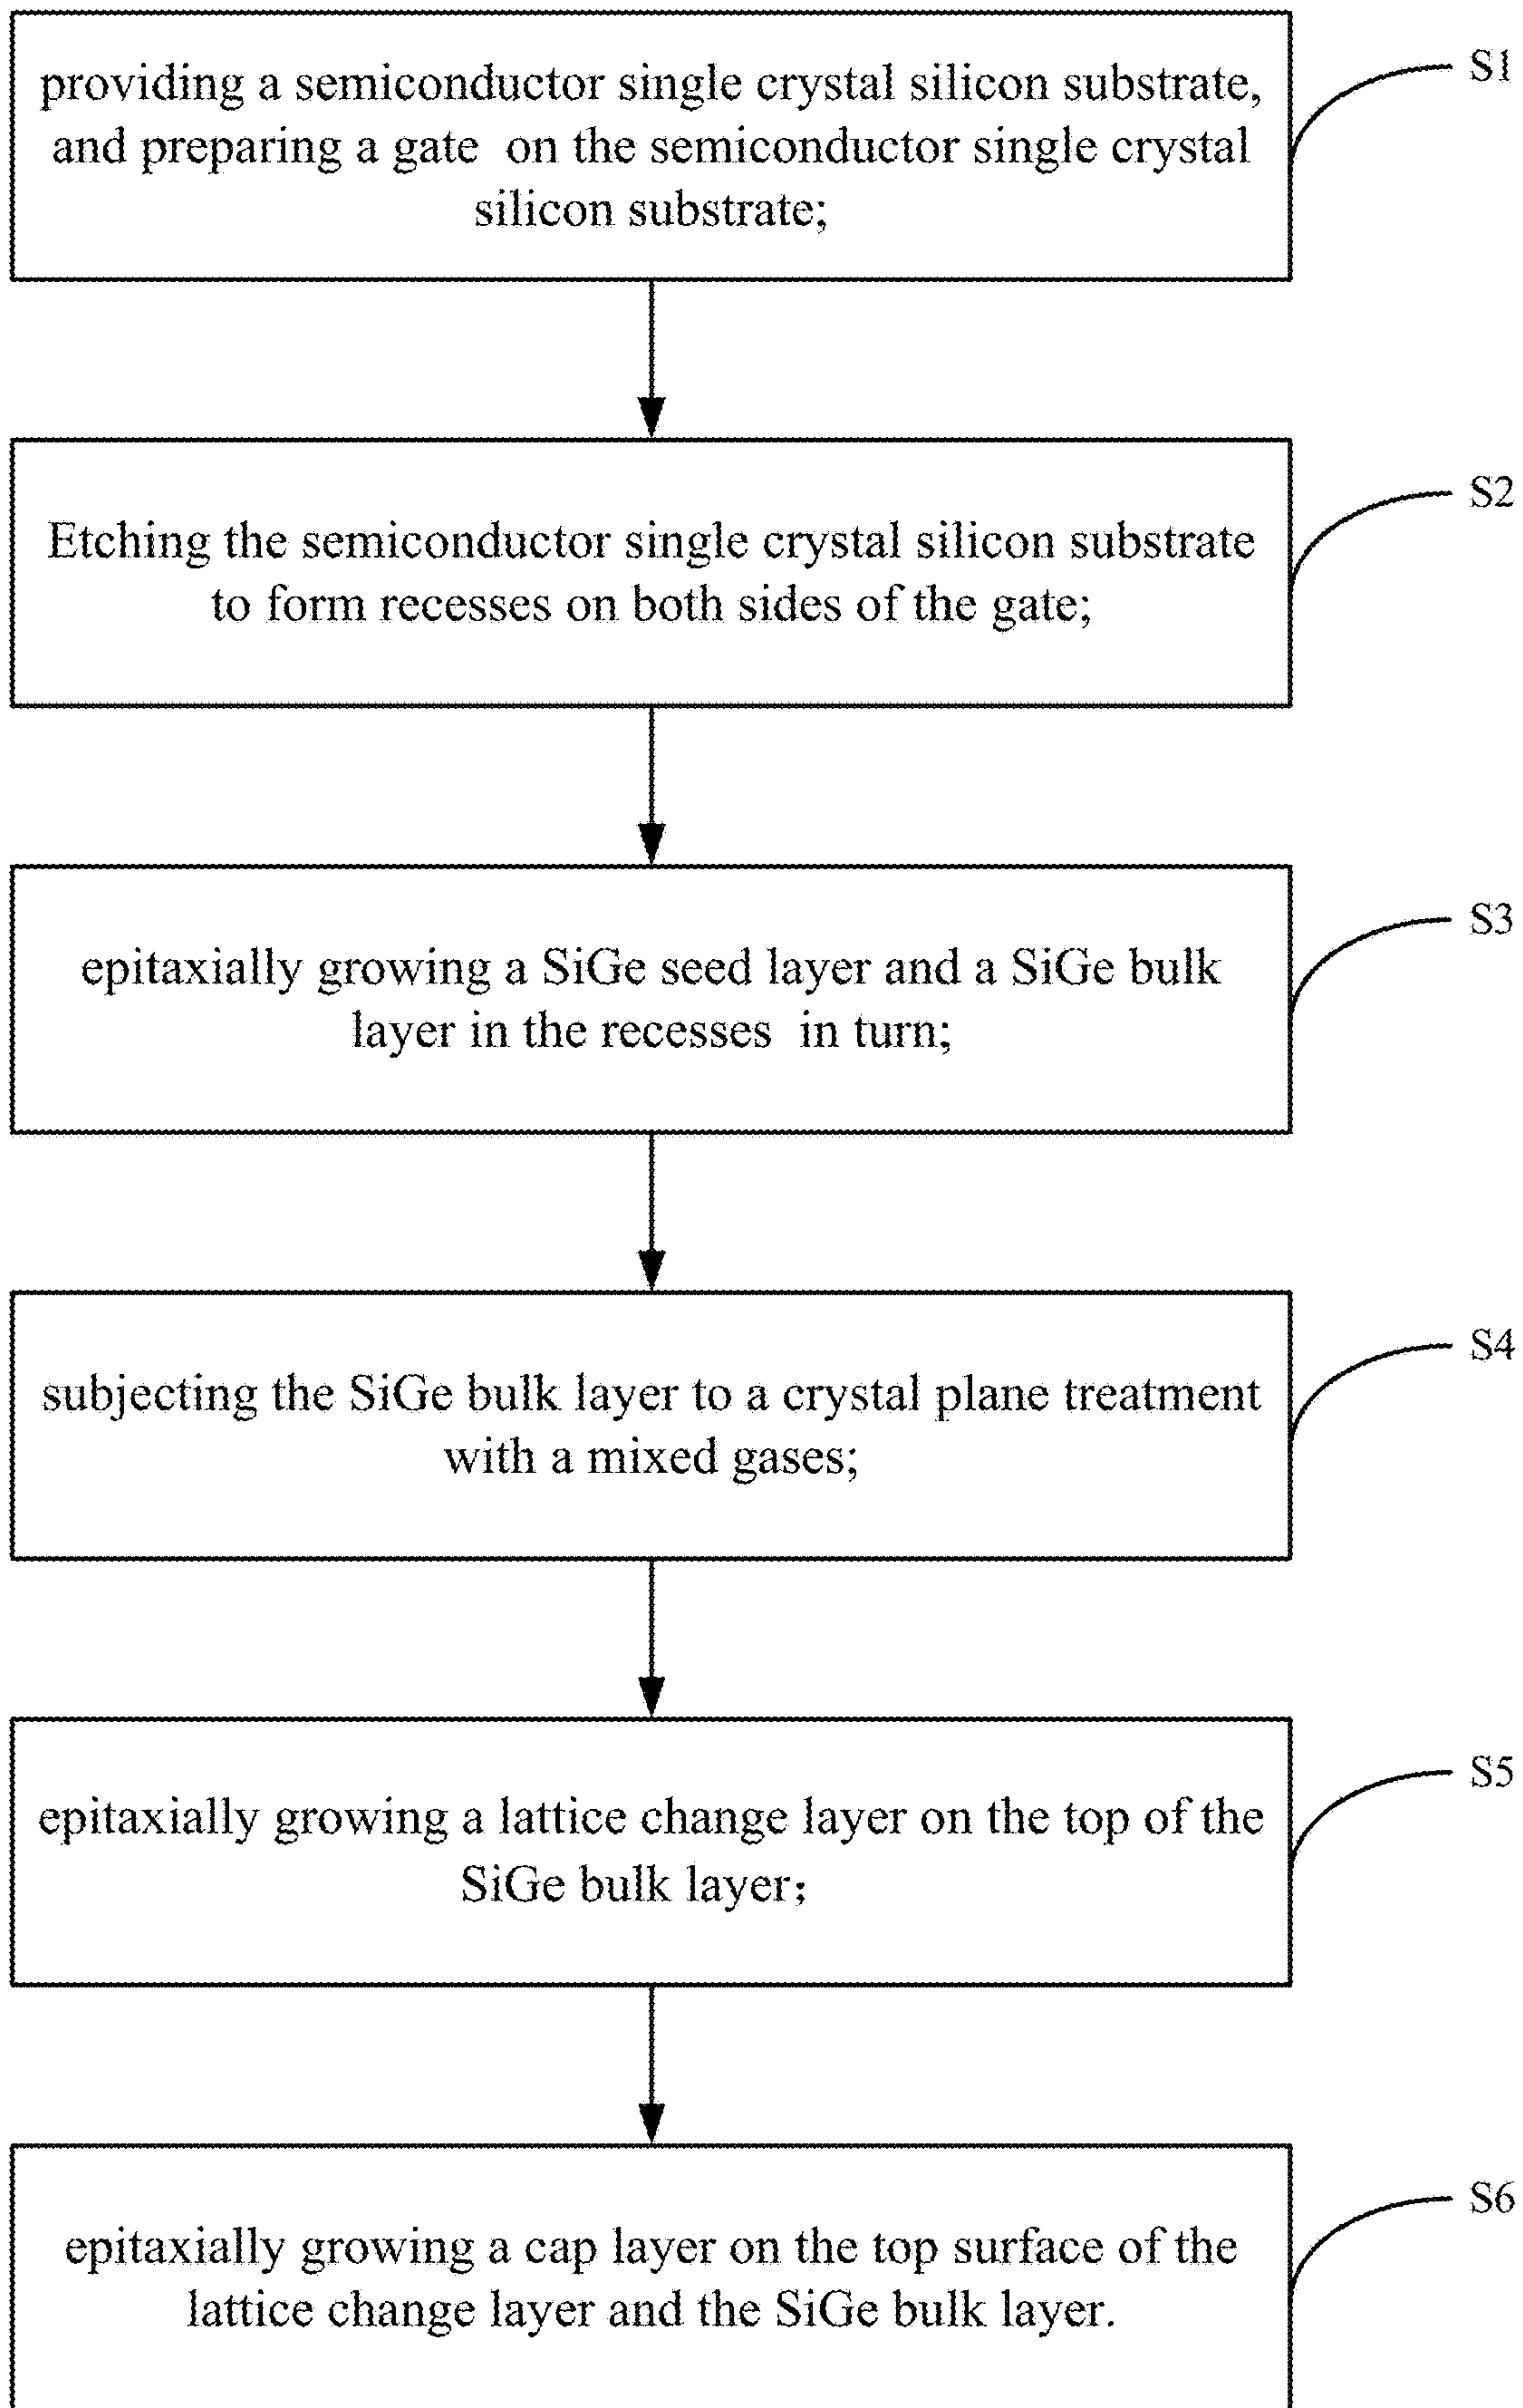 providing a semiconductor single crystal silicon substrate,
and preparing a gate on the semiconductor single crystal
silicon substrate;
S1
Etching the semiconductor single crystal silicon substrate
to form recesses on both sides of the gate;
S2
epitaxially growing a SiGe seed layer and a SiGe bulk
layer in the recesses in turn;
S3
subjecting the SiGe bulk layer to a crystal plane treatment
with a mixed gases;
S4
epitaxially growing a lattice change layer on the top of the
SiGe bulk layer;
S5
epitaxially growing a cap layer on the top surface of the
lattice change layer and the SiGe bulk layer.
S6